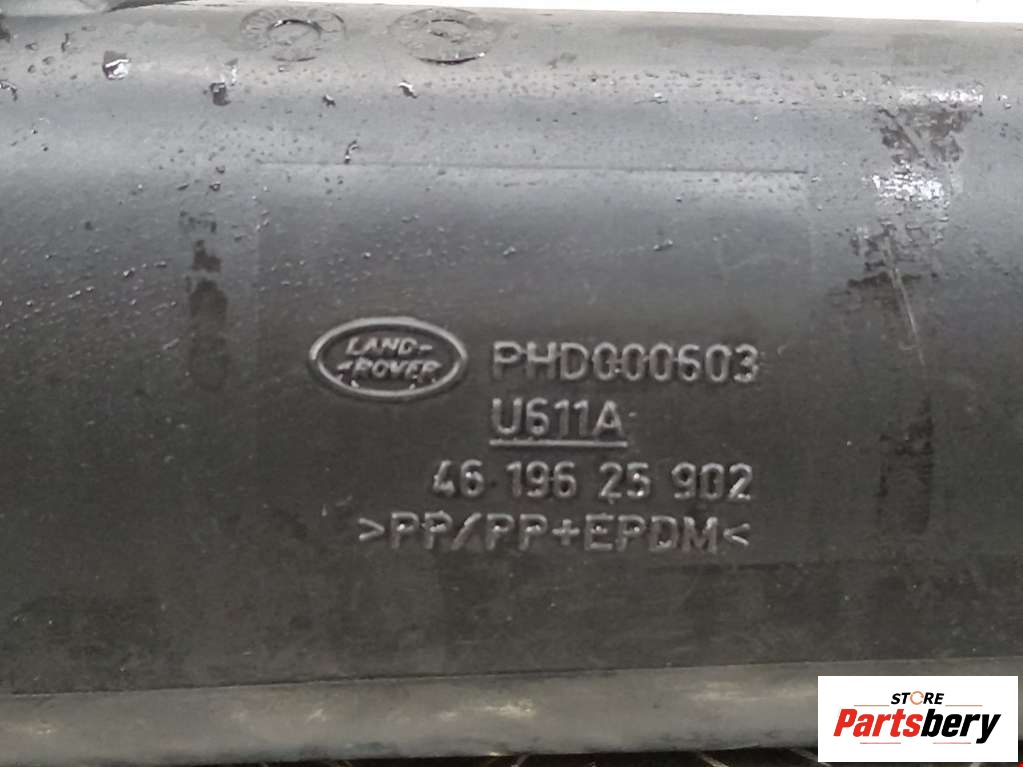 LAND-
-ROVER
PHD000603
U611A
46 196 25 902
>PP/PP+EPDM<
STORE
Partsbery